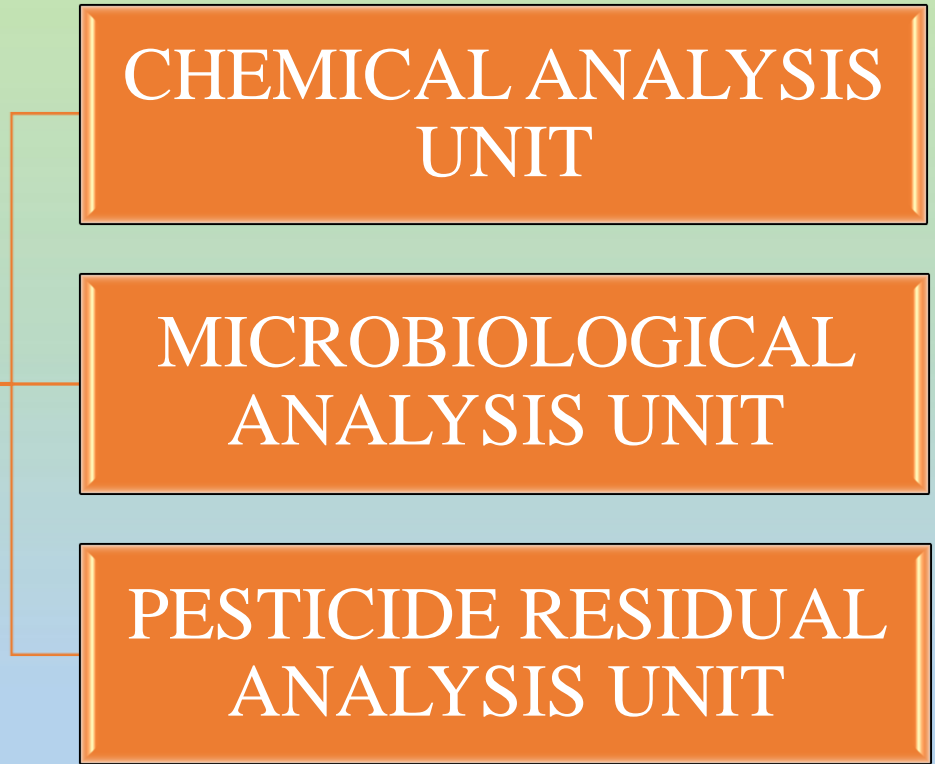 CHEMICAL ANALYSIS
UNIT
MICROBIOLOGICAL
ANALYSIS UNIT
PESTICIDE RESIDUAL
ANALYSIS UNIT